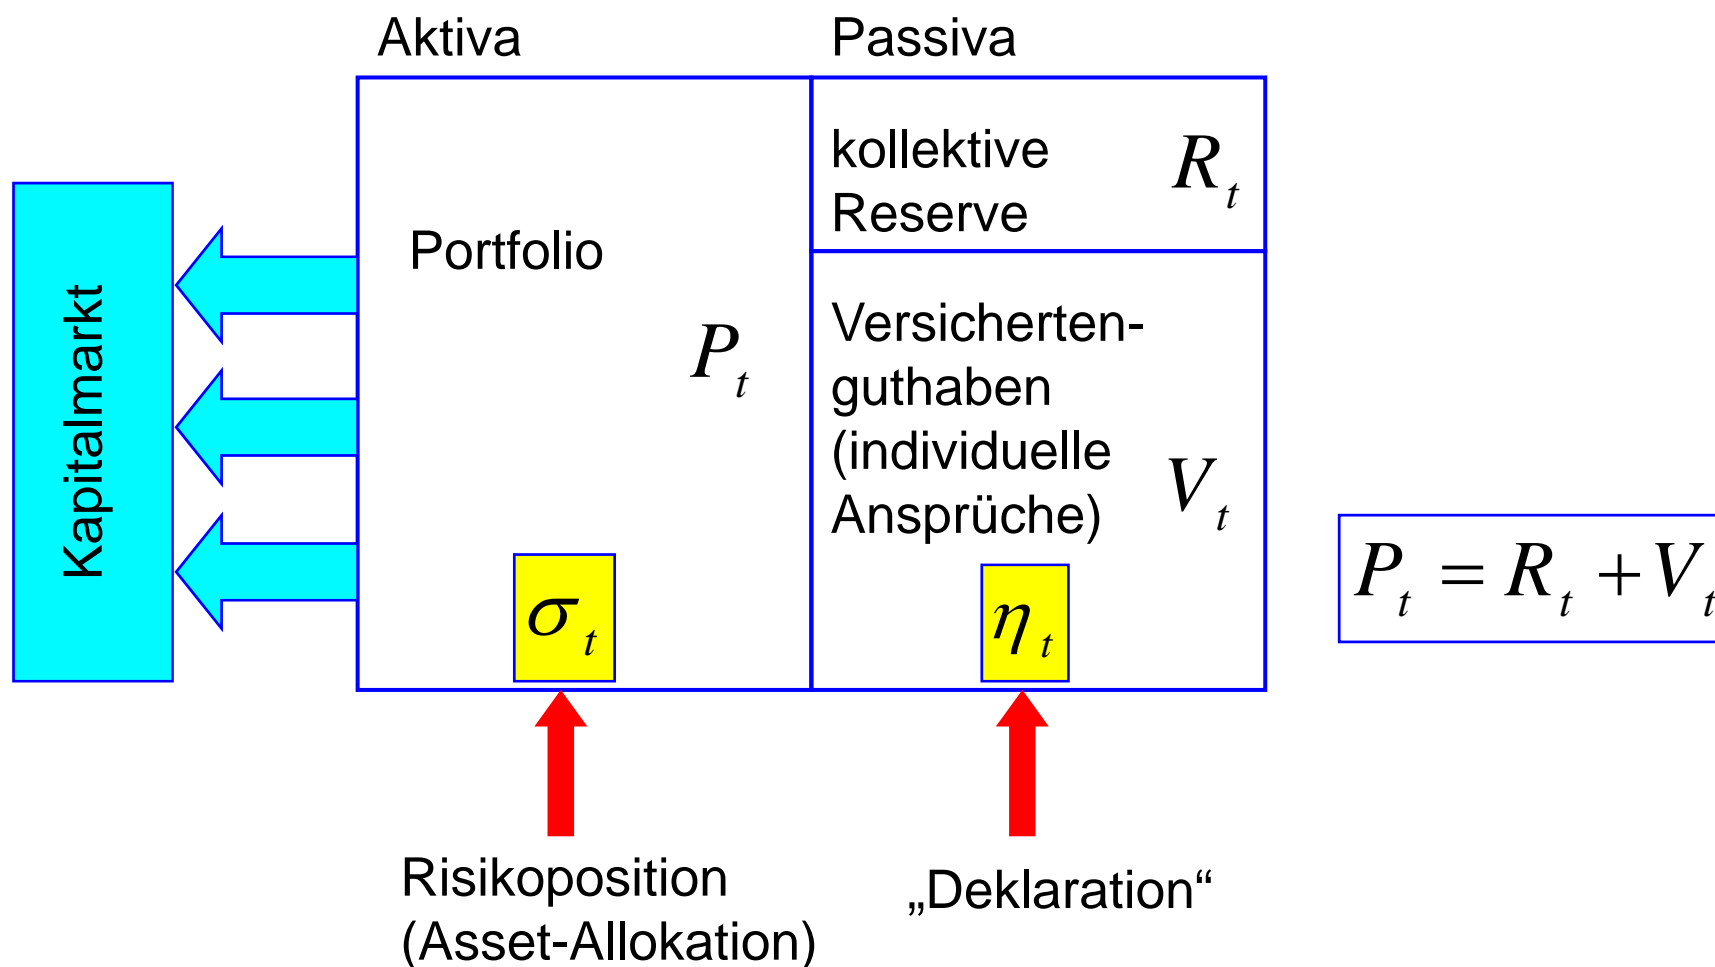 Aktiva
Passiva
Kapitalmarkt
Portfolio
P_t
σ_t
kollektive
Reserve
R_t
Versicherten-
guthaben
(individuelle
Ansprüche)
V_t
η_t
P_t = R_t + V_t
Risikoposition
(Asset-Allokation)
„Deklaration“